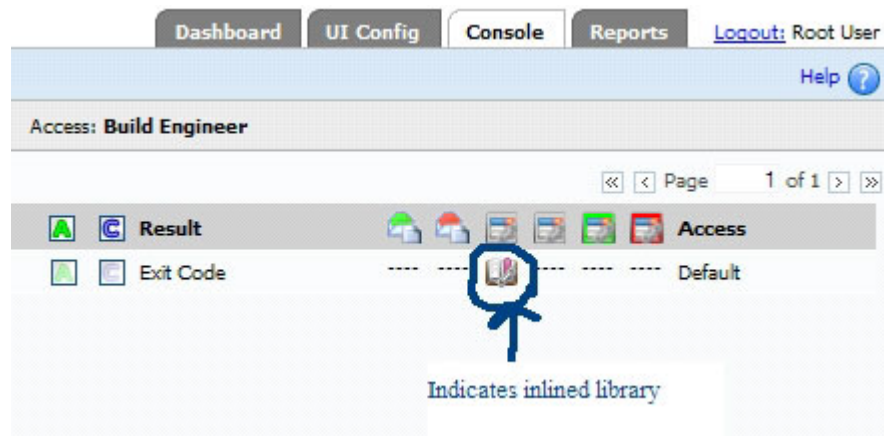 Dashboard UI Config Console Reports Logout: Root User
Help ?
Access: Build Engineer
« < Page 1 of 1 > »
A C Result Access
A C Exit Code ---- ---- ---- ---- ---- Default
Indicates inlined library